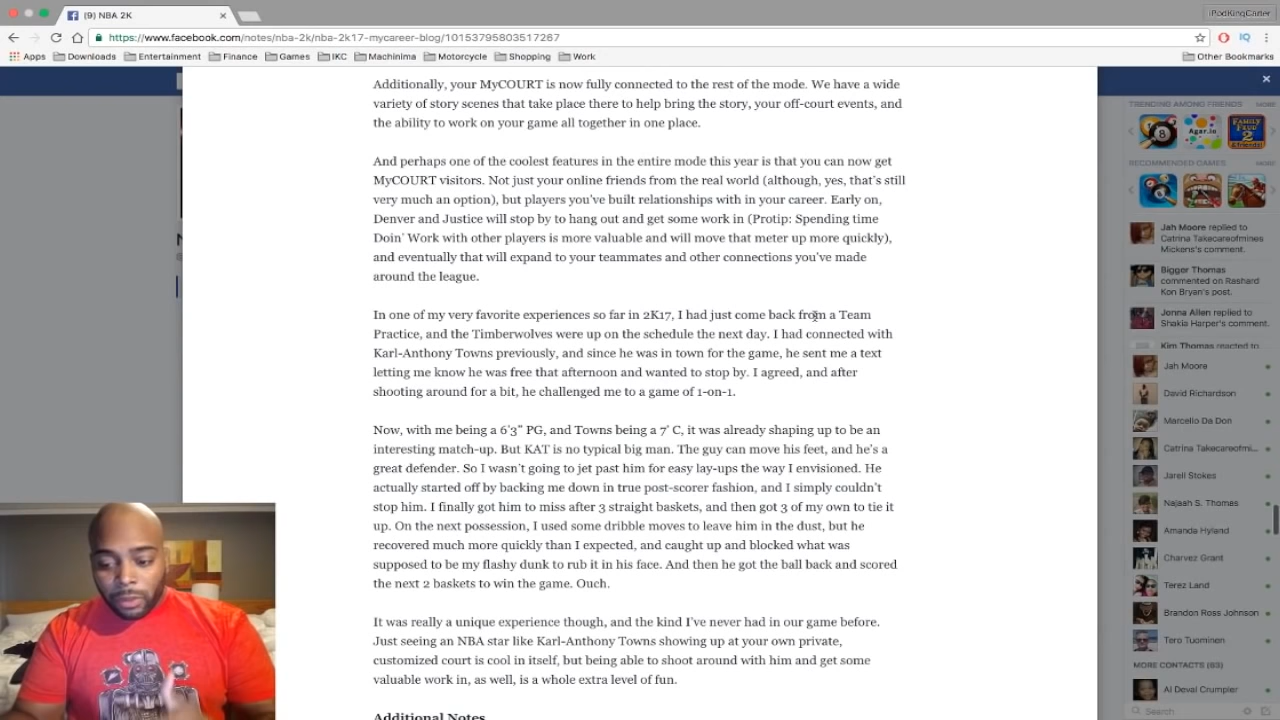 (9) NBA 2K
iPodKingCarter
https://www.facebook.com/notes/nba-2k/nba-2k17-mycareer-blog/10153795803517267
Apps Downloads Entertainment Finance Games IKC Machinima Motorcycle Shopping Work Other Bookmarks
Additionally, your MyCOURT is now fully connected to the rest of the mode. We have a wide
variety of story scenes that take place there to help bring the story, your off-court events, and
the ability to work on your game all together in one place.
And perhaps one of the coolest features in the entire mode this year is that you can now get
MyCOURT visitors. Not just your online friends from the real world (although, yes, that's still
very much an option), but players you've built relationships with in your career. Early on,
Denver and Justice will stop by to hang out and get some work in (Protip: Spending time
Doin' Work with other players is more valuable and will move that meter up more quickly),
and eventually that will expand to your teammates and other connections you've made
around the league.
In one of my very favorite experiences so far in 2K17, I had just come back from a Team
Practice, and the Timberwolves were up on the schedule the next day. I had connected with
Karl-Anthony Towns previously, and since he was in town for the game, he sent me a text
letting me know he was free that afternoon and wanted to stop by. I agreed, and after
shooting around for a bit, he challenged me to a game of 1-on-1.
Now, with me being a 6'3" PG, and Towns being a 7' C, it was already shaping up to be an
interesting match-up. But KAT is no typical big man. The guy can move his feet, and he's a
great defender. So I wasn't going to jet past him for easy lay-ups the way I envisioned. He
actually started off by backing me down in true post-scorer fashion, and I simply couldn't
stop him. I finally got him to miss after 3 straight baskets, and then got 3 of my own to tie it
up. On the next possession, I used some dribble moves to leave him in the dust, but he
recovered much more quickly than I expected, and caught up and blocked what was
supposed to be my flashy dunk to rub it in his face. And then he got the ball back and scored
the next 2 baskets to win the game. Ouch.
It was really a unique experience though, and the kind I've never had in our game before.
Just seeing an NBA star like Karl-Anthony Towns showing up at your own private,
customized court is cool in itself, but being able to shoot around with him and get some
valuable work in, as well, is a whole extra level of fun.
Additional Notes
TRENDING AMONG FRIENDS MORE
8
Agar.io
FAMILY FEUD 2 &friends!
RECOMMENDED GAMES MORE
Jah Moore replied to
Catrina Takecareofmines
Mickens's comment.
Bigger Thomas
commented on Rashard
Kon Bryan's post.
Jonna Allen replied to
Shakia Harper's comment.
Kim Thomas reacted to
Jah Moore
David Richardson
Marcello Da Don
Catrina Takecareofmi...
Jarell Stokes
Najaah S. Thomas
Amanda Hyland
Charvez Grant
Terez Land
Brandon Ross Johnson
Tero Tuominen
MORE CONTACTS (93)
Al Deval Crumpler
Search